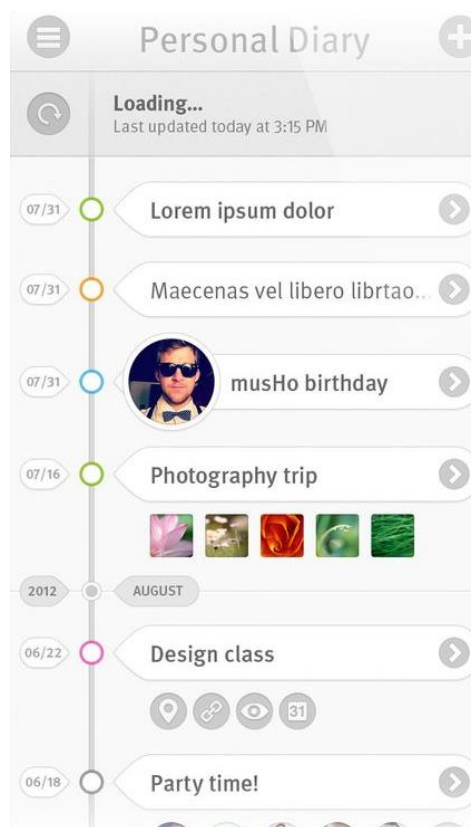 Personal Diary
Loading...
Last updated today at 3:15 PM
07/31 Lorem ipsum dolor
07/31 Maecenas vel libero librtao..
07/31 musHo birthday
07/16 Photography trip
2012 AUGUST
06/22 Design class
31
06/18 Party time!